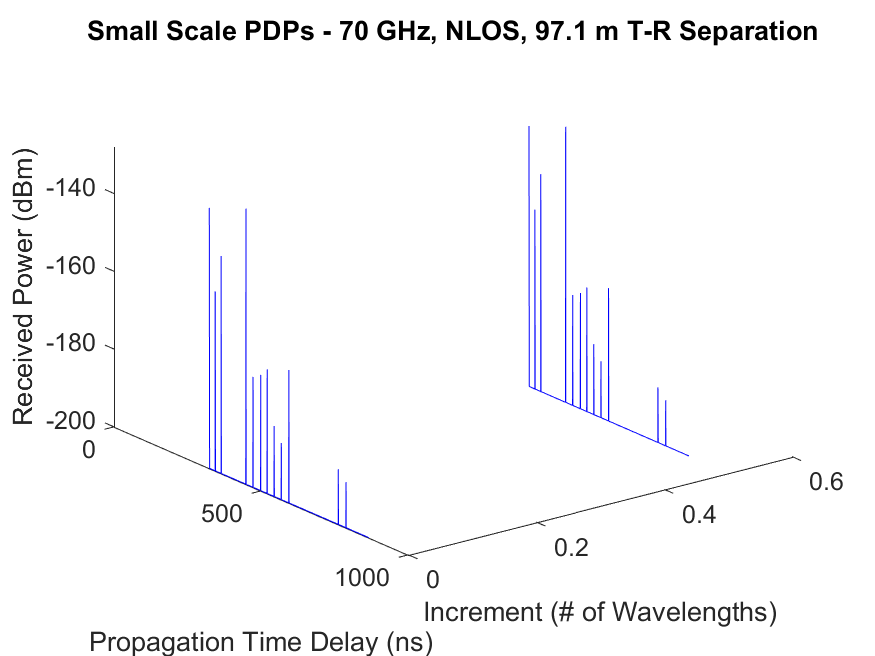 Small Scale PDPs - 70 GHz, NLOS, 97.1 m T-R Separation
Received Power (dBm)
-140
-160
-180
-200
0
500
1000
0
0.2
0.4
0.6
Increment (# of Wavelengths)
Propagation Time Delay (ns)